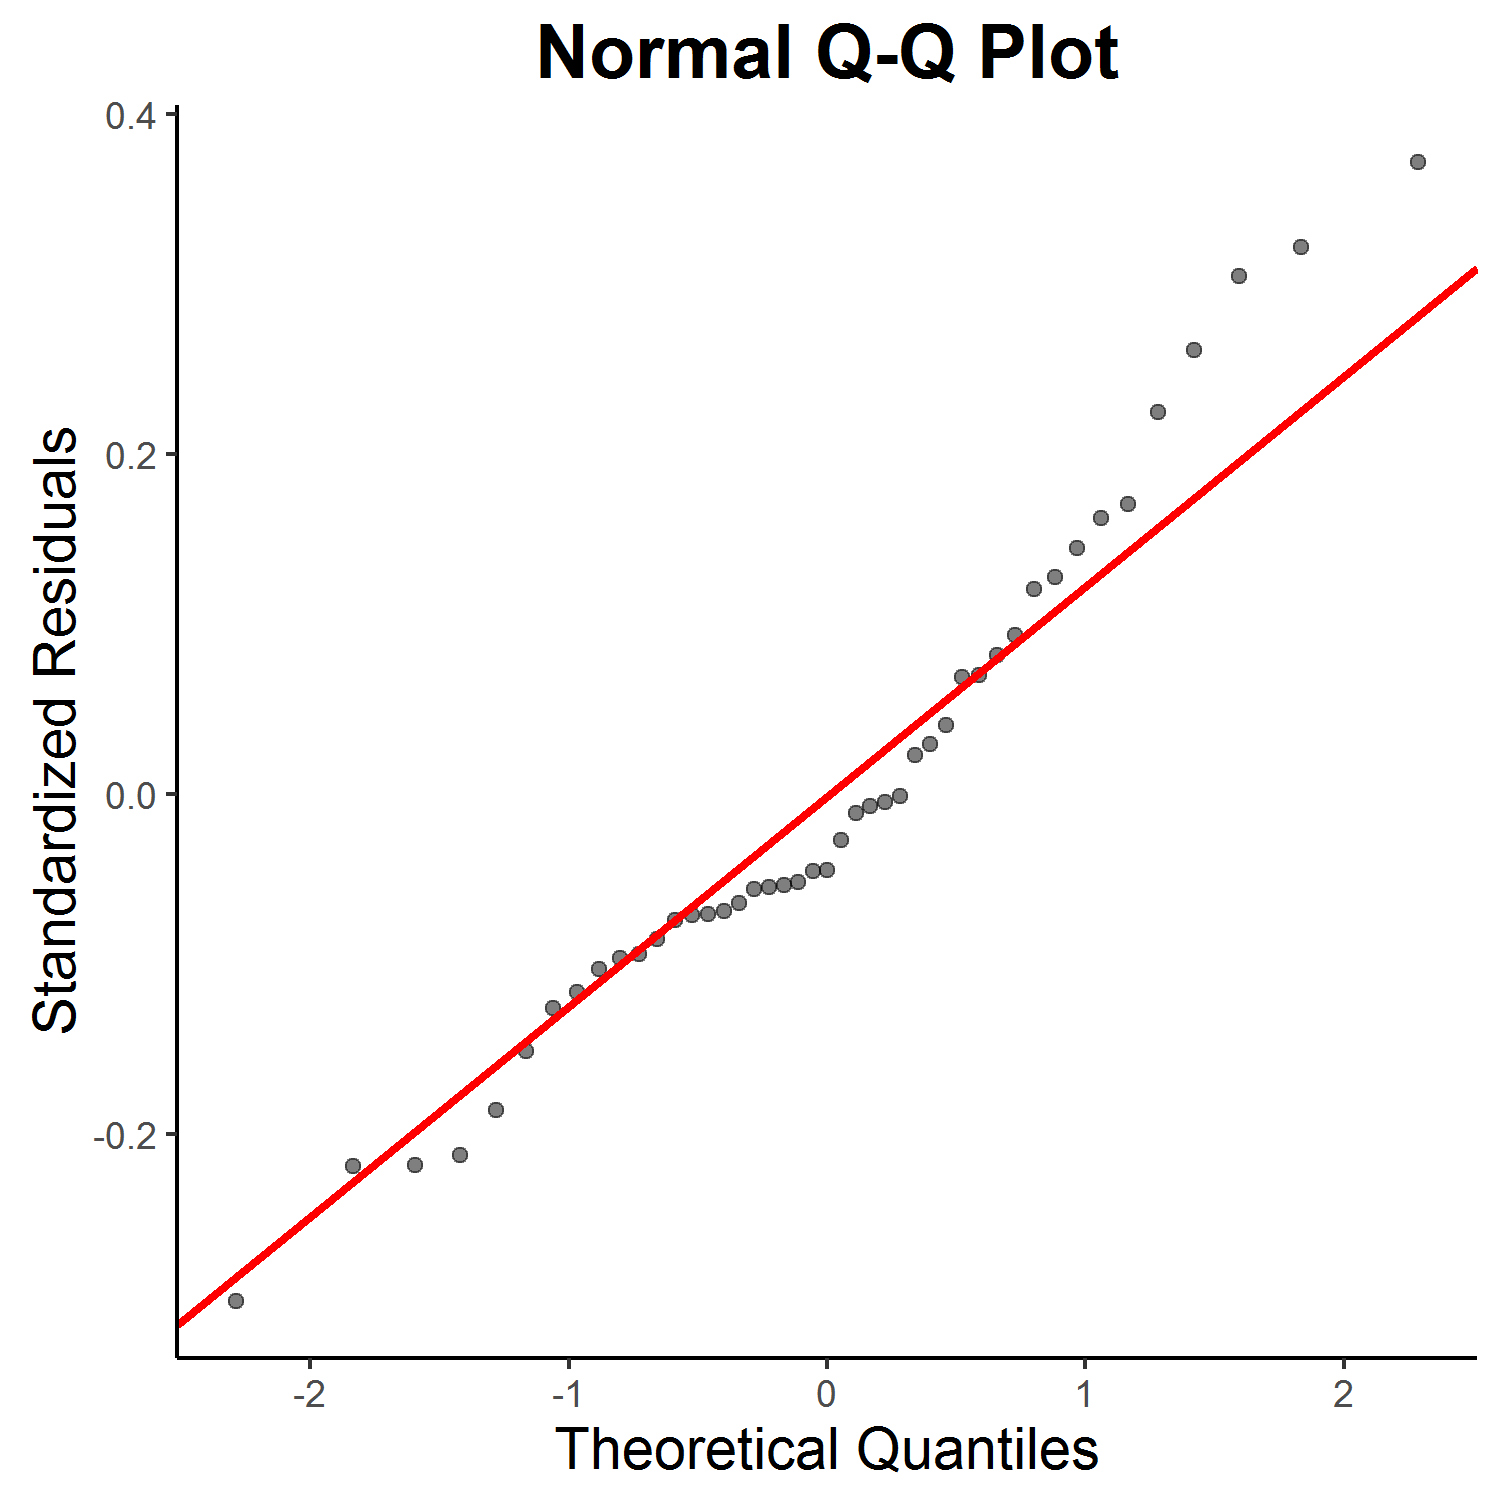 Normal Q-Q Plot
0.4
0.2
0.0
-0.2
Standardized Residuals
-2 -1 0 1 2
Theoretical Quantiles